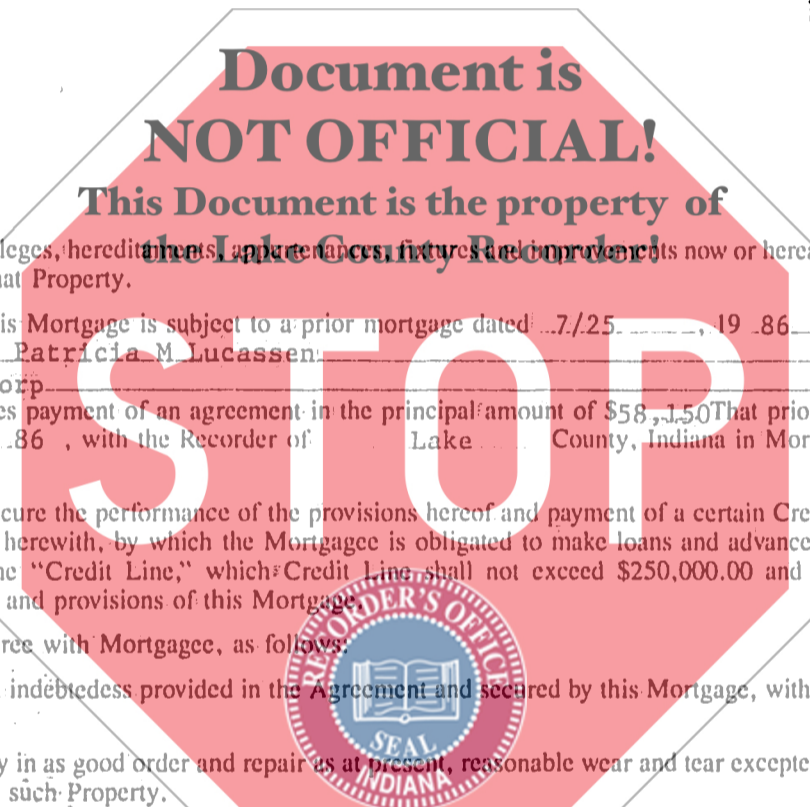 Document is
NOT OFFICIAL!
This Document is the property of
the Lake County Recorder!
leges, hereditaments, appurtenances, fixtures and improvements now or herea
at Property.
is Mortgage is subject to a prior mortgage dated 7/25 , 19 86
Patricia M Lucassen
orp
es payment of an agreement in the principal amount of $58,150That prio
86 , with the Recorder of Lake County, Indiana in Mor
STOP
cure the performance of the provisions hereof and payment of a certain Cre
herewith, by which the Mortgagee is obligated to make loans and advance
e “Credit Line,” which Credit Line shall not exceed $250,000.00 and
and provisions of this Mortgage.
ree with Mortgagee, as follows:
indebtedess provided in the Agreement and secured by this Mortgage, with
y in as good order and repair as at present, reasonable wear and tear excepte
such Property.
RECORDER'S OFFICE
SEAL
INDIANA